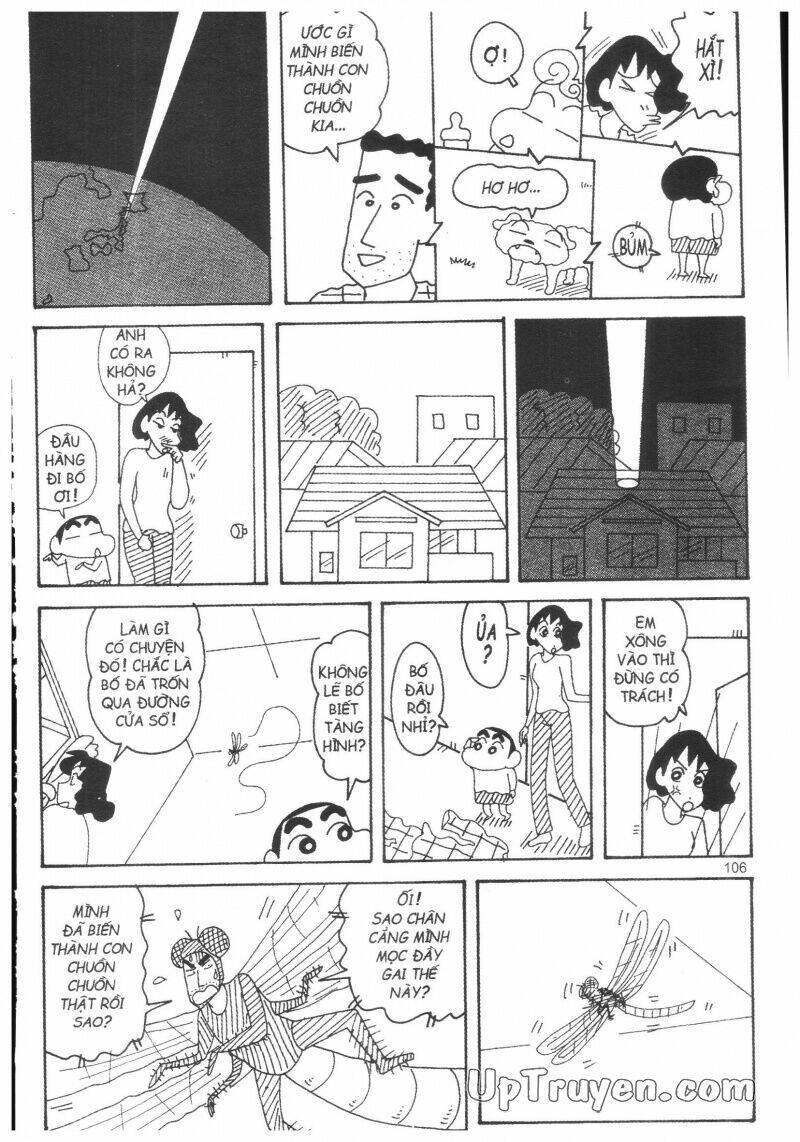 HẮT
XÌ!
BỦM
Ợ!
HƠ HƠ...
ƯỚC GÌ
MÌNH BIẾN
THÀNH CON
CHUỒN
CHUỒN
KIA...
ANH
CÓ RA
KHÔNG
HẢ?
ĐẦU
HÀNG
ĐI BỐ
ƠI!
EM
XÔNG
VÀO THÌ
ĐỪNG CÓ
TRÁCH!
ỦA
?
BỐ
ĐÂU
RỒI
NHỈ?
KHÔNG
LẼ BỐ
BIẾT
TÀNG
HÌNH?
LÀM GÌ
CÓ CHUYỆN
ĐÓ! CHẮC LÀ
BỐ ĐÃ TRỐN
QUA ĐƯỜNG
CỬA SỔ!
106
ỐI!
SAO CHÂN
CẲNG MÌNH
MỌC ĐẦY
GAI THẾ
NÀY?
MÌNH
ĐÃ BIẾN
THÀNH CON
CHUỒN
CHUỒN
THẬT RỒI
SAO?
UpTruyen.com